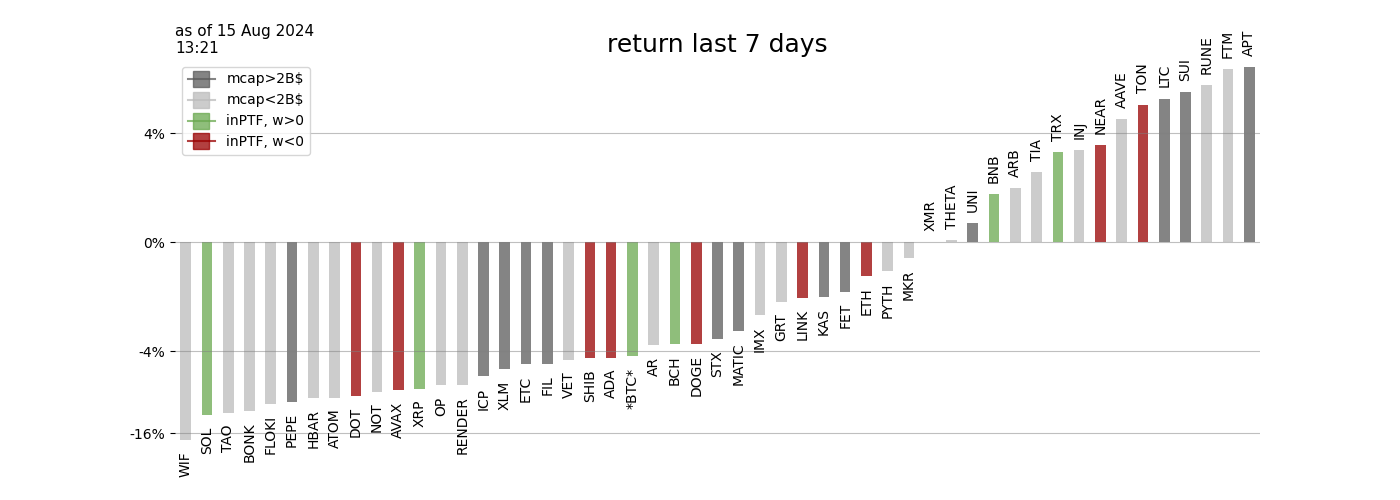 as of 15 Aug 2024
13:21
return last 7 days
mcap>2B$
mcap<2B$
inPTF, w>0
inPTF, w<0
4%
0%
-4%
-16%
WIF
SOL
TAO
BONK
FLOKI
PEPE
HBAR
ATOM
DOT
NOT
AVAX
XRP
OP
RENDER
ICP
XLM
ETC
FIL
VET
SHIB
ADA
*BTC*
AR
BCH
DOGE
STX
MATIC
IMX
GRT
LINK
KAS
FET
ETH
PYTH
MKR
XMR
THETA
UNI
BNB
ARB
TIA
TRX
INJ
NEAR
AAVE
TON
LTC
SUI
RUNE
FTM
APT